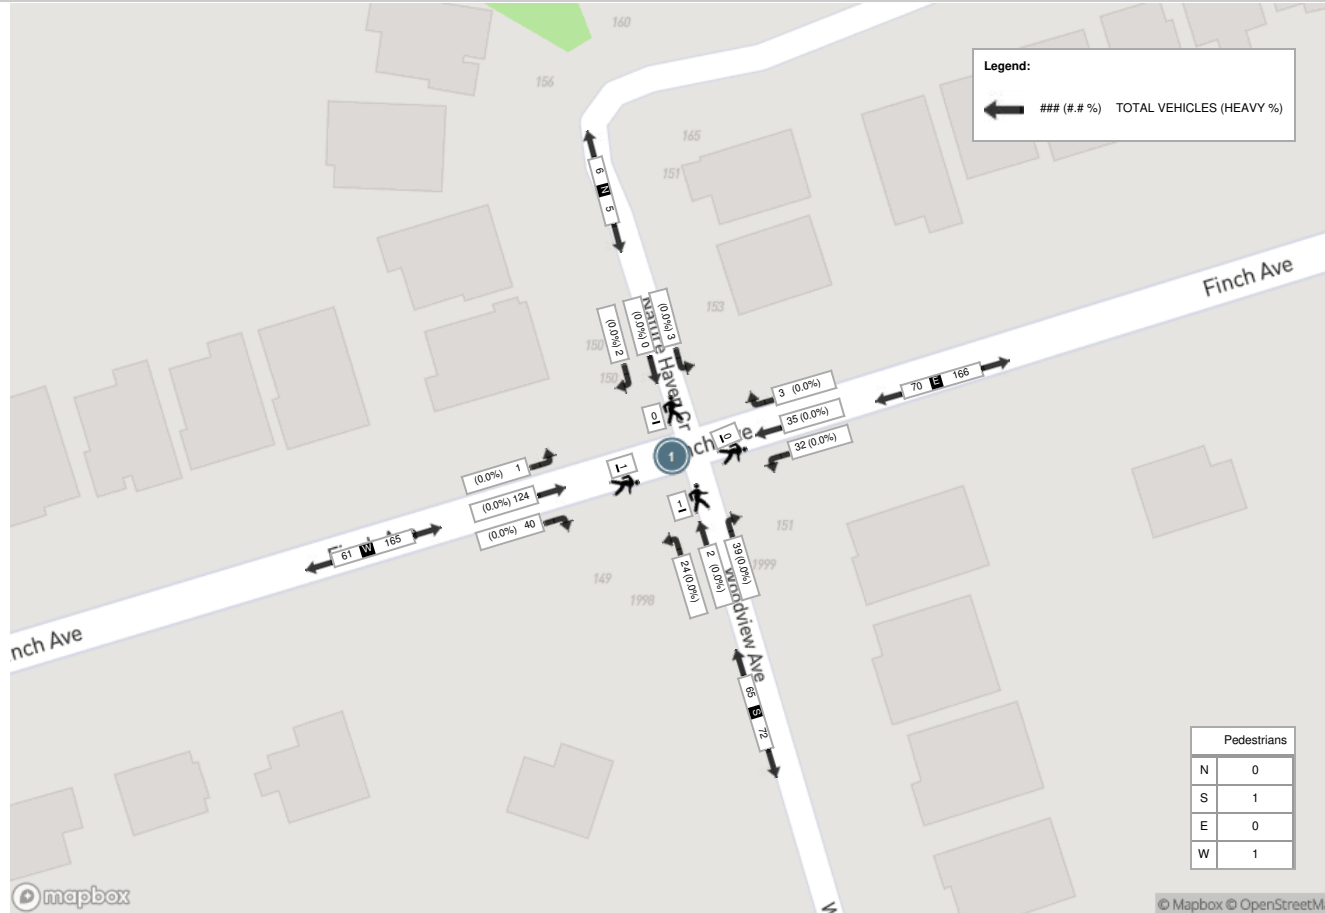 160
Legend:
### (#.# %) TOTAL VEHICLES (HEAVY %)
156
165
151
6 N 5
Finch Ave
153
(0.0%) 2
(0.0%) 0
(0.0%) 3
Nature Haven Cr
150
150
70 E 166
3 (0.0%)
35 (0.0%)
32 (0.0%)
0
0
1
1
1
(0.0%) 1
(0.0%) 124
(0.0%) 40
61 W 165
24 (0.0%)
2 (0.0%)
39 (0.0%)
151
1999
149
1998
Woodview Ave
nch Ave
65 S 72
Pedestrians
N 0
S 1
E 0
W 1
mapbox
© Mapbox © OpenStreetM